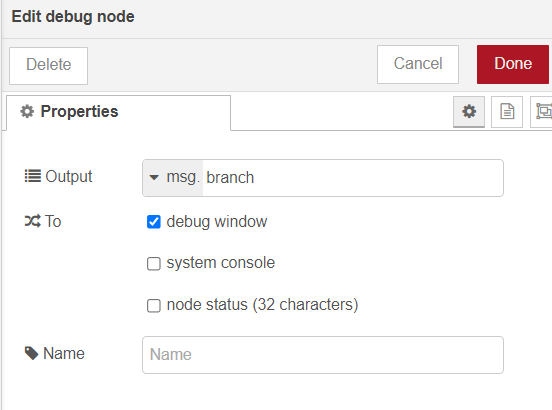 Edit debug node
Delete
Cancel
Done
Properties
Output
msg. branch
To
debug window
system console
node status (32 characters)
Name
Name